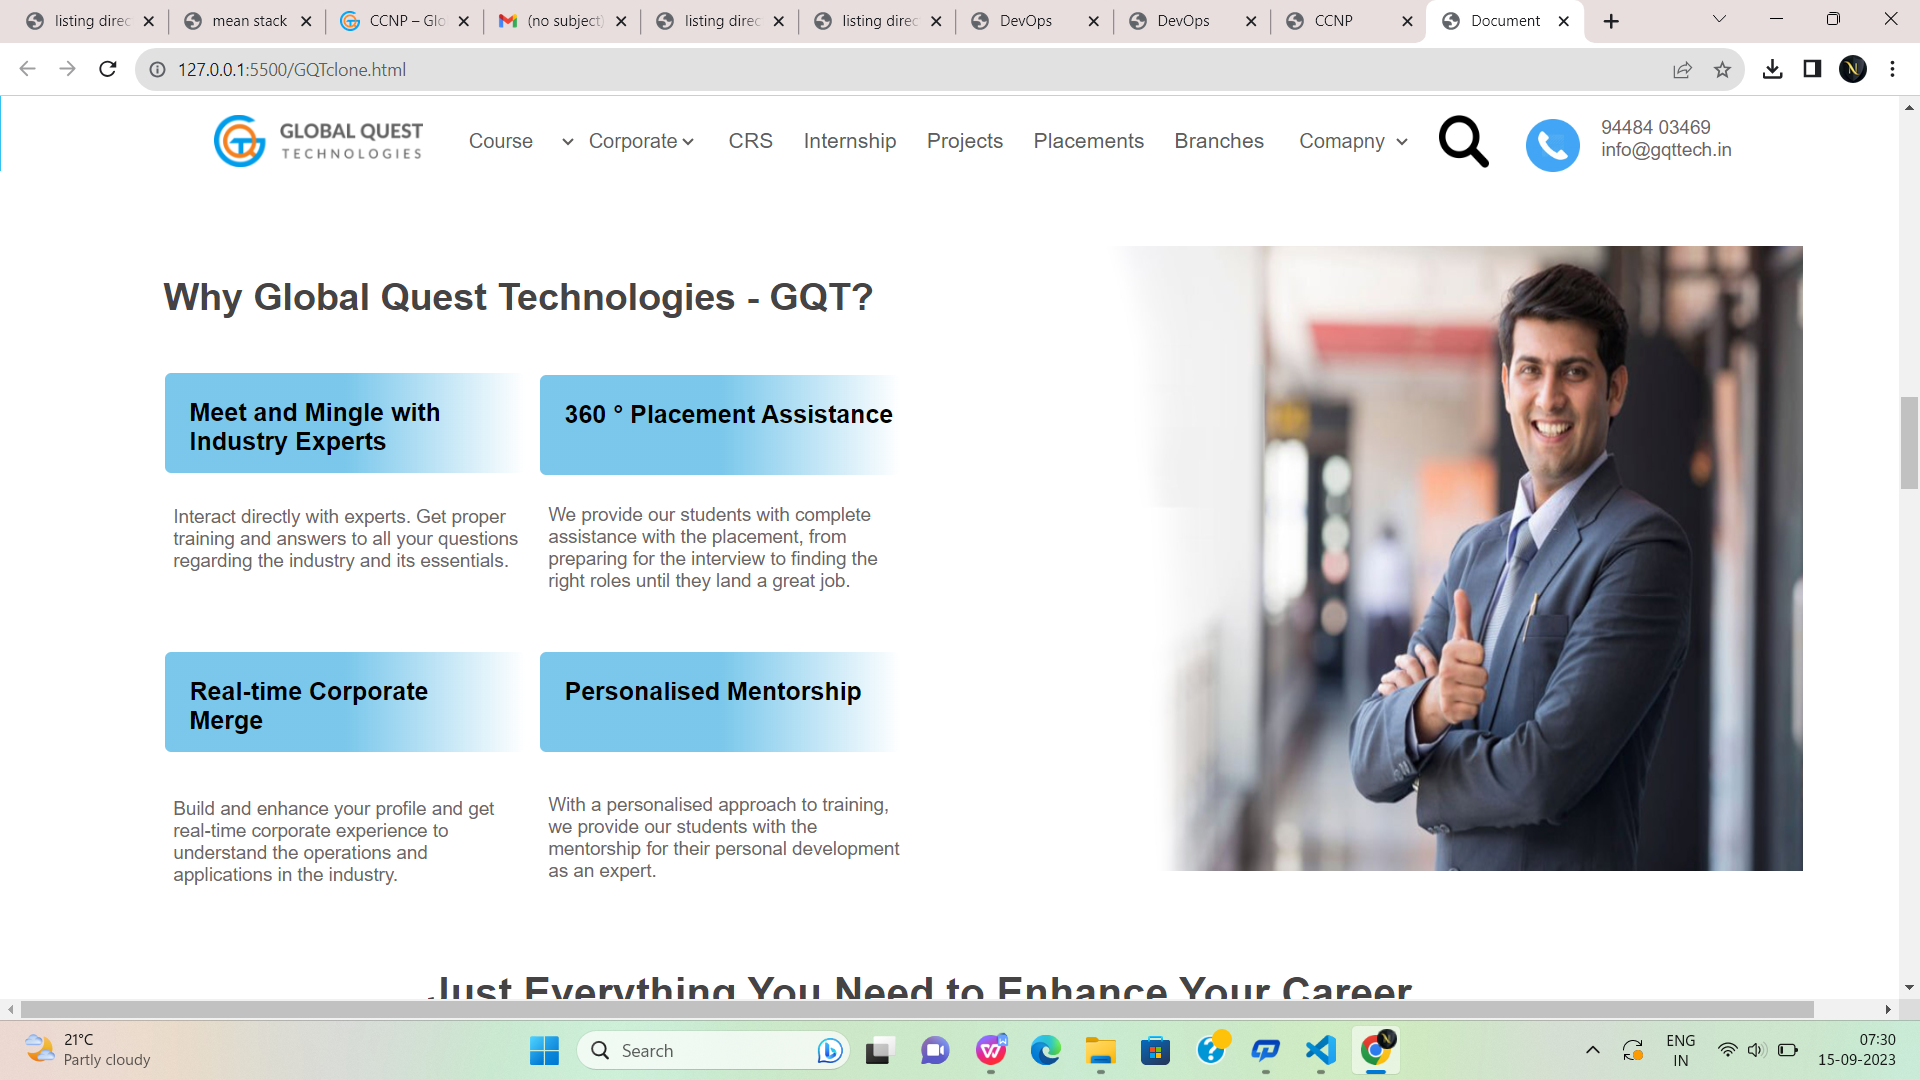 listing direc
mean stack
CCNP – Glo
(no subject)
listing direc
listing direc
DevOps
DevOps
CCNP
Document
127.0.0.1:5500/GQTclone.html
GLOBAL QUEST
TECHNOLOGIES
Course
Corporate
CRS
Internship
Projects
Placements
Branches
Comapny
94484 03469
info@gqttech.in
Why Global Quest Technologies - GQT?
Meet and Mingle with
Industry Experts
Interact directly with experts. Get proper
training and answers to all your questions
regarding the industry and its essentials.
360 ° Placement Assistance
We provide our students with complete
assistance with the placement, from
preparing for the interview to finding the
right roles until they land a great job.
Real-time Corporate
Merge
Build and enhance your profile and get
real-time corporate experience to
understand the operations and
applications in the industry.
Personalised Mentorship
With a personalised approach to training,
we provide our students with the
mentorship for their personal development
as an expert.
Just Everything You Need to Enhance Your Career
21°C
Partly cloudy
Search
ENG
IN
07:30
15-09-2023